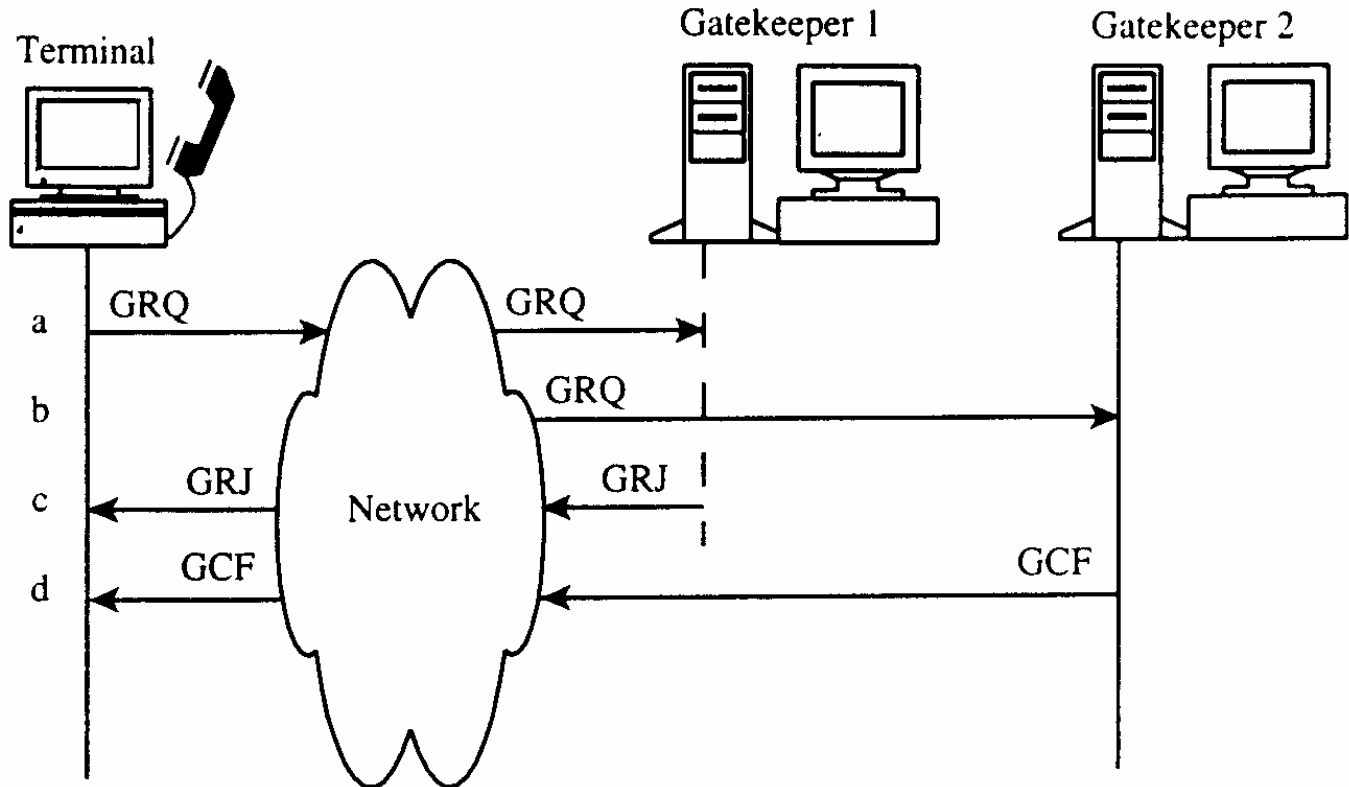 Terminal
Gatekeeper 1
Gatekeeper 2
a
GRQ
GRQ
b
GRQ
c
GRJ
Network
GRJ
d
GCF
GCF